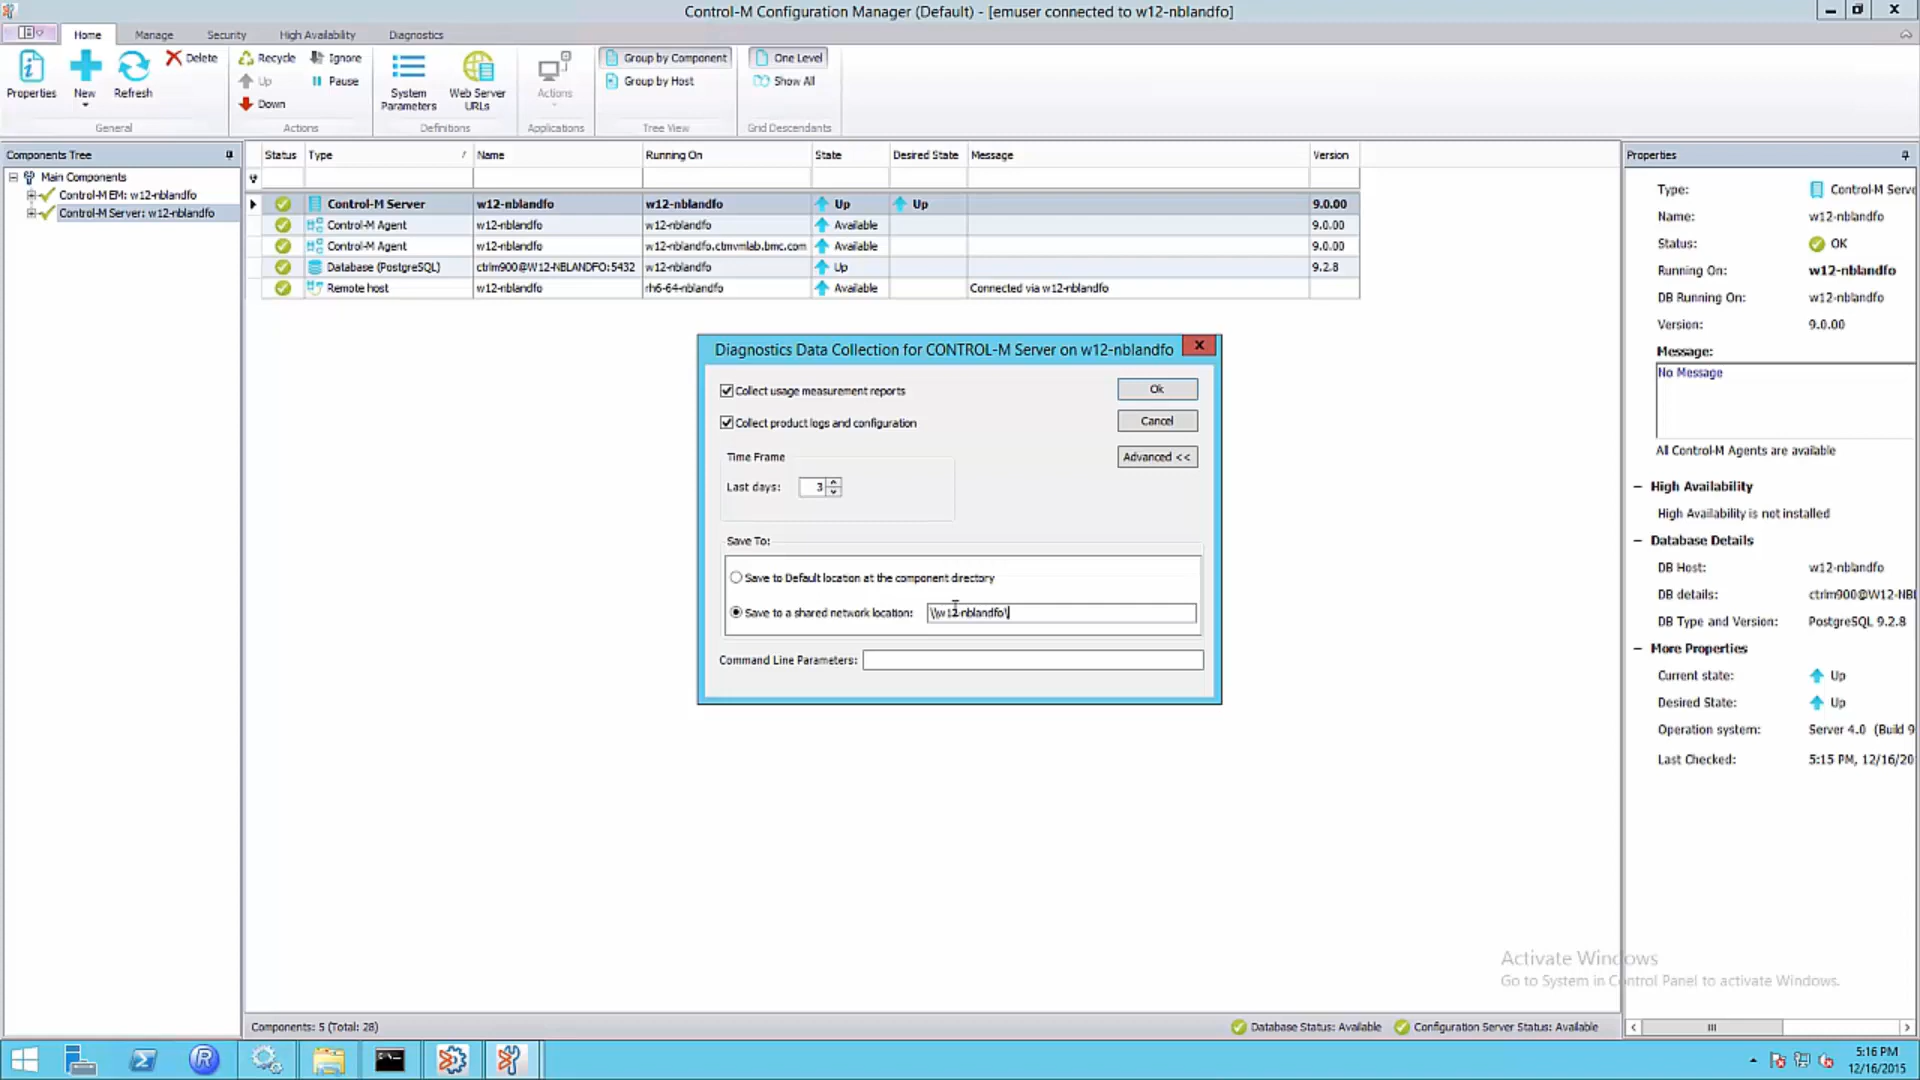 Control-M Configuration Manager (Default) - [emuser connected to w12-nblandfo]
Home Manage Security High Availability Diagnostics
Properties New Refresh Delete
Recycle Ignore
Up Pause
Down
System Parameters Web Server URLs Actions
Group by Component One Level
Group by Host Show All
General Actions Definitions Applications Tree View Grid Descendants
Components Tree
Main Components
Control-M EM: w12-nblandfo
Control-M Server: w12-nblandfo
Status Type / Name Running On State Desired State Message Version
Control-M Server w12-nblandfo w12-nblandfo Up Up 9.0.00
Control-M Agent w12-nblandfo w12-nblandfo Available 9.0.00
Control-M Agent w12-nblandfo w12-nblandfo.ctmvmlab.bmc.com Available 9.0.00
Database (PostgreSQL) ctrlm900@W12-NBLANDFO:5432 w12-nblandfo Up 9.2.8
Remote host w12-nblandfo rh6-64-nblandfo Available Connected via w12-nblandfo
Diagnostics Data Collection for CONTROL-M Server on w12-nblandfo
Collect usage measurement reports Ok
Collect product logs and configuration Cancel
Time Frame Advanced <<
Last days: 3
Save To:
Save to Default location at the component directory
Save to a shared network location: \\w12-nblandfo\
Command Line Parameters:
Properties
Type: Control-M Serve
Name: w12-nblandfo
Status: OK
Running On: w12-nblandfo
DB Running On: w12-nblandfo
Version: 9.0.00
Message:
No Message
All Control-M Agents are available
High Availability
High Availability is not installed
Database Details
DB Host: w12-nblandfo
DB details: ctrlm900@W12-NBI
DB Type and Version: PostgreSQL 9.2.8
More Properties
Current state: Up
Desired State: Up
Operation system: Server 4.0 (Build 9
Last Checked: 5:15 PM, 12/16/20
Activate Windows
Go to System in Control Panel to activate Windows.
Components: 5 (Total: 28) Database Status: Available Configuration Server Status: Available
5:16 PM
12/16/2015